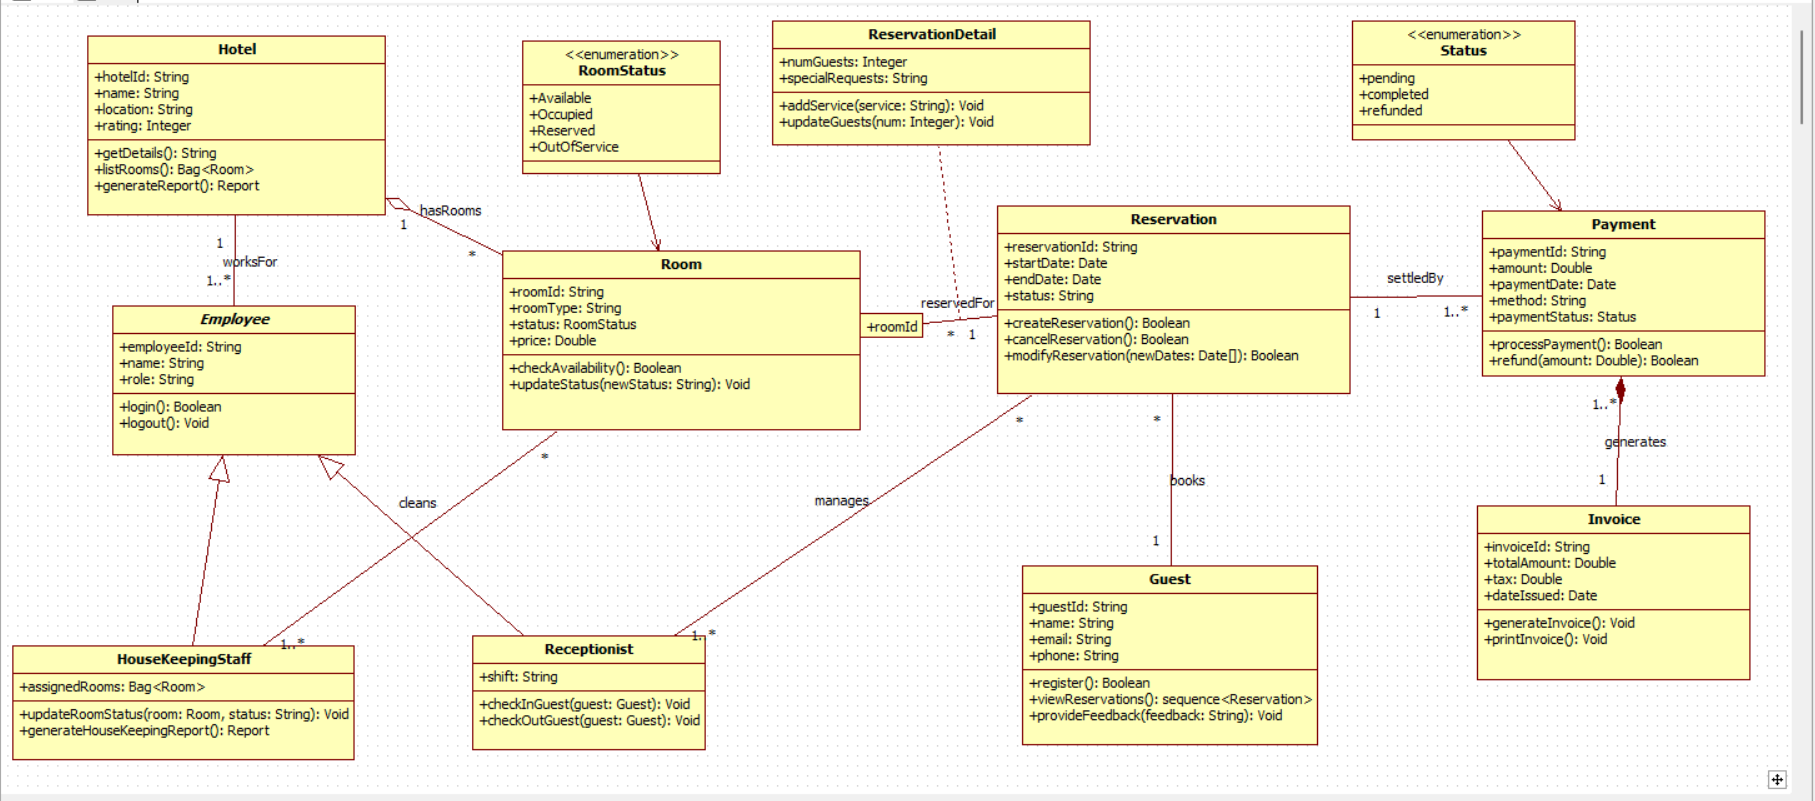 Hotel
+hotelId: String
+name: String
+location: String
+rating: Integer
+getDetails(): String
+listRooms(): Bag<Room>
+generateReport(): Report
<<enumeration>>
RoomStatus
+Available
+Occupied
+Reserved
+OutOfService
ReservationDetail
+numGuests: Integer
+specialRequests: String
+addService(service: String): Void
+updateGuests(num: Integer): Void
<<enumeration>>
Status
+pending
+completed
+refunded
hasRooms
1
*
1
worksFor
1..*
Room
+roomId: String
+roomType: String
+status: RoomStatus
+price: Double
+checkAvailability(): Boolean
+updateStatus(newStatus: String): Void
+roomId
reservedFor
*
1
Reservation
+reservationId: String
+startDate: Date
+endDate: Date
+status: String
+createReservation(): Boolean
+cancelReservation(): Boolean
+modifyReservation(newDates: Date[]): Boolean
settledBy
1
1..*
Payment
+paymentId: String
+amount: Double
+paymentDate: Date
+method: String
+paymentStatus: Status
+processPayment(): Boolean
+refund(amount: Double): Boolean
Employee
+employeeId: String
+name: String
+role: String
+login(): Boolean
+logout(): Void
*
cleans
1..*
*
manages
1..*
*
books
1
1..*
generates
1
HouseKeepingStaff
+assignedRooms: Bag<Room>
+updateRoomStatus(room: Room, status: String): Void
+generateHouseKeepingReport(): Report
Receptionist
+shift: String
+checkInGuest(guest: Guest): Void
+checkOutGuest(guest: Guest): Void
Guest
+guestId: String
+name: String
+email: String
+phone: String
+register(): Boolean
+viewReservations(): sequence<Reservation>
+provideFeedback(feedback: String): Void
Invoice
+invoiceId: String
+totalAmount: Double
+tax: Double
+dateIssued: Date
+generateInvoice(): Void
+printInvoice(): Void